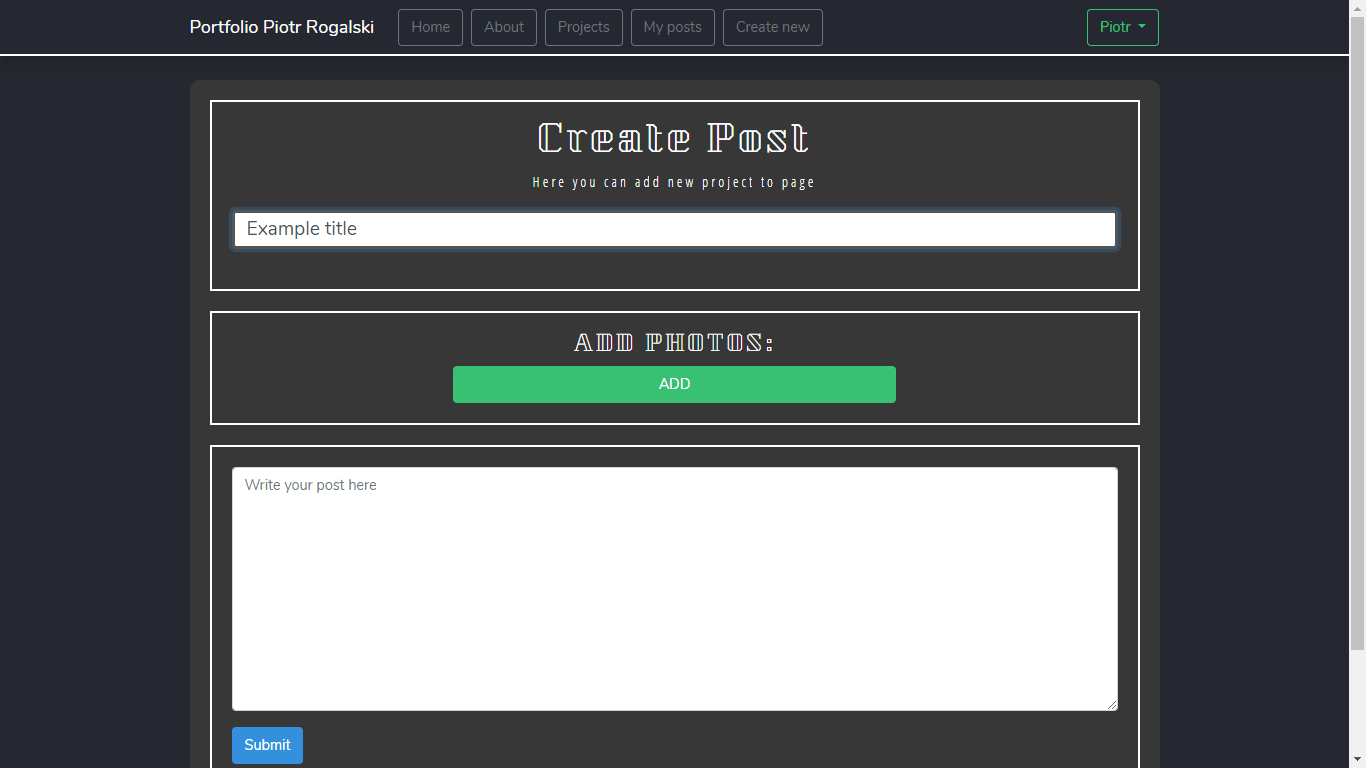 Portfolio Piotr Rogalski Home About Projects My posts Create new Piotr
Create Post
Here you can add new project to page
Example title
ADD PHOTOS:
ADD
Write your post here
Submit